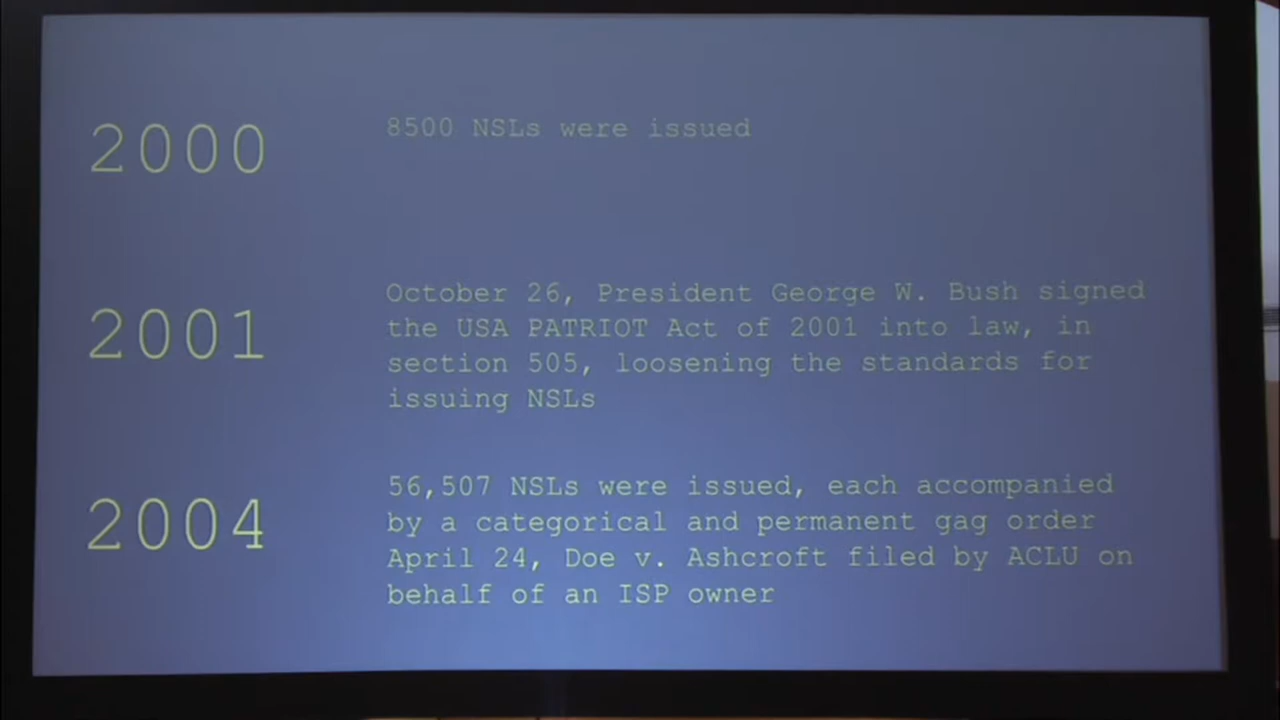 2000
8500 NSLs were issued
2001
October 26, President George W. Bush signed
the USA PATRIOT Act of 2001 into law, in
section 505, loosening the standards for
issuing NSLs
2004
56,507 NSLs were issued, each accompanied
by a categorical and permanent gag order
April 24, Doe v. Ashcroft filed by ACLU on
behalf of an ISP owner